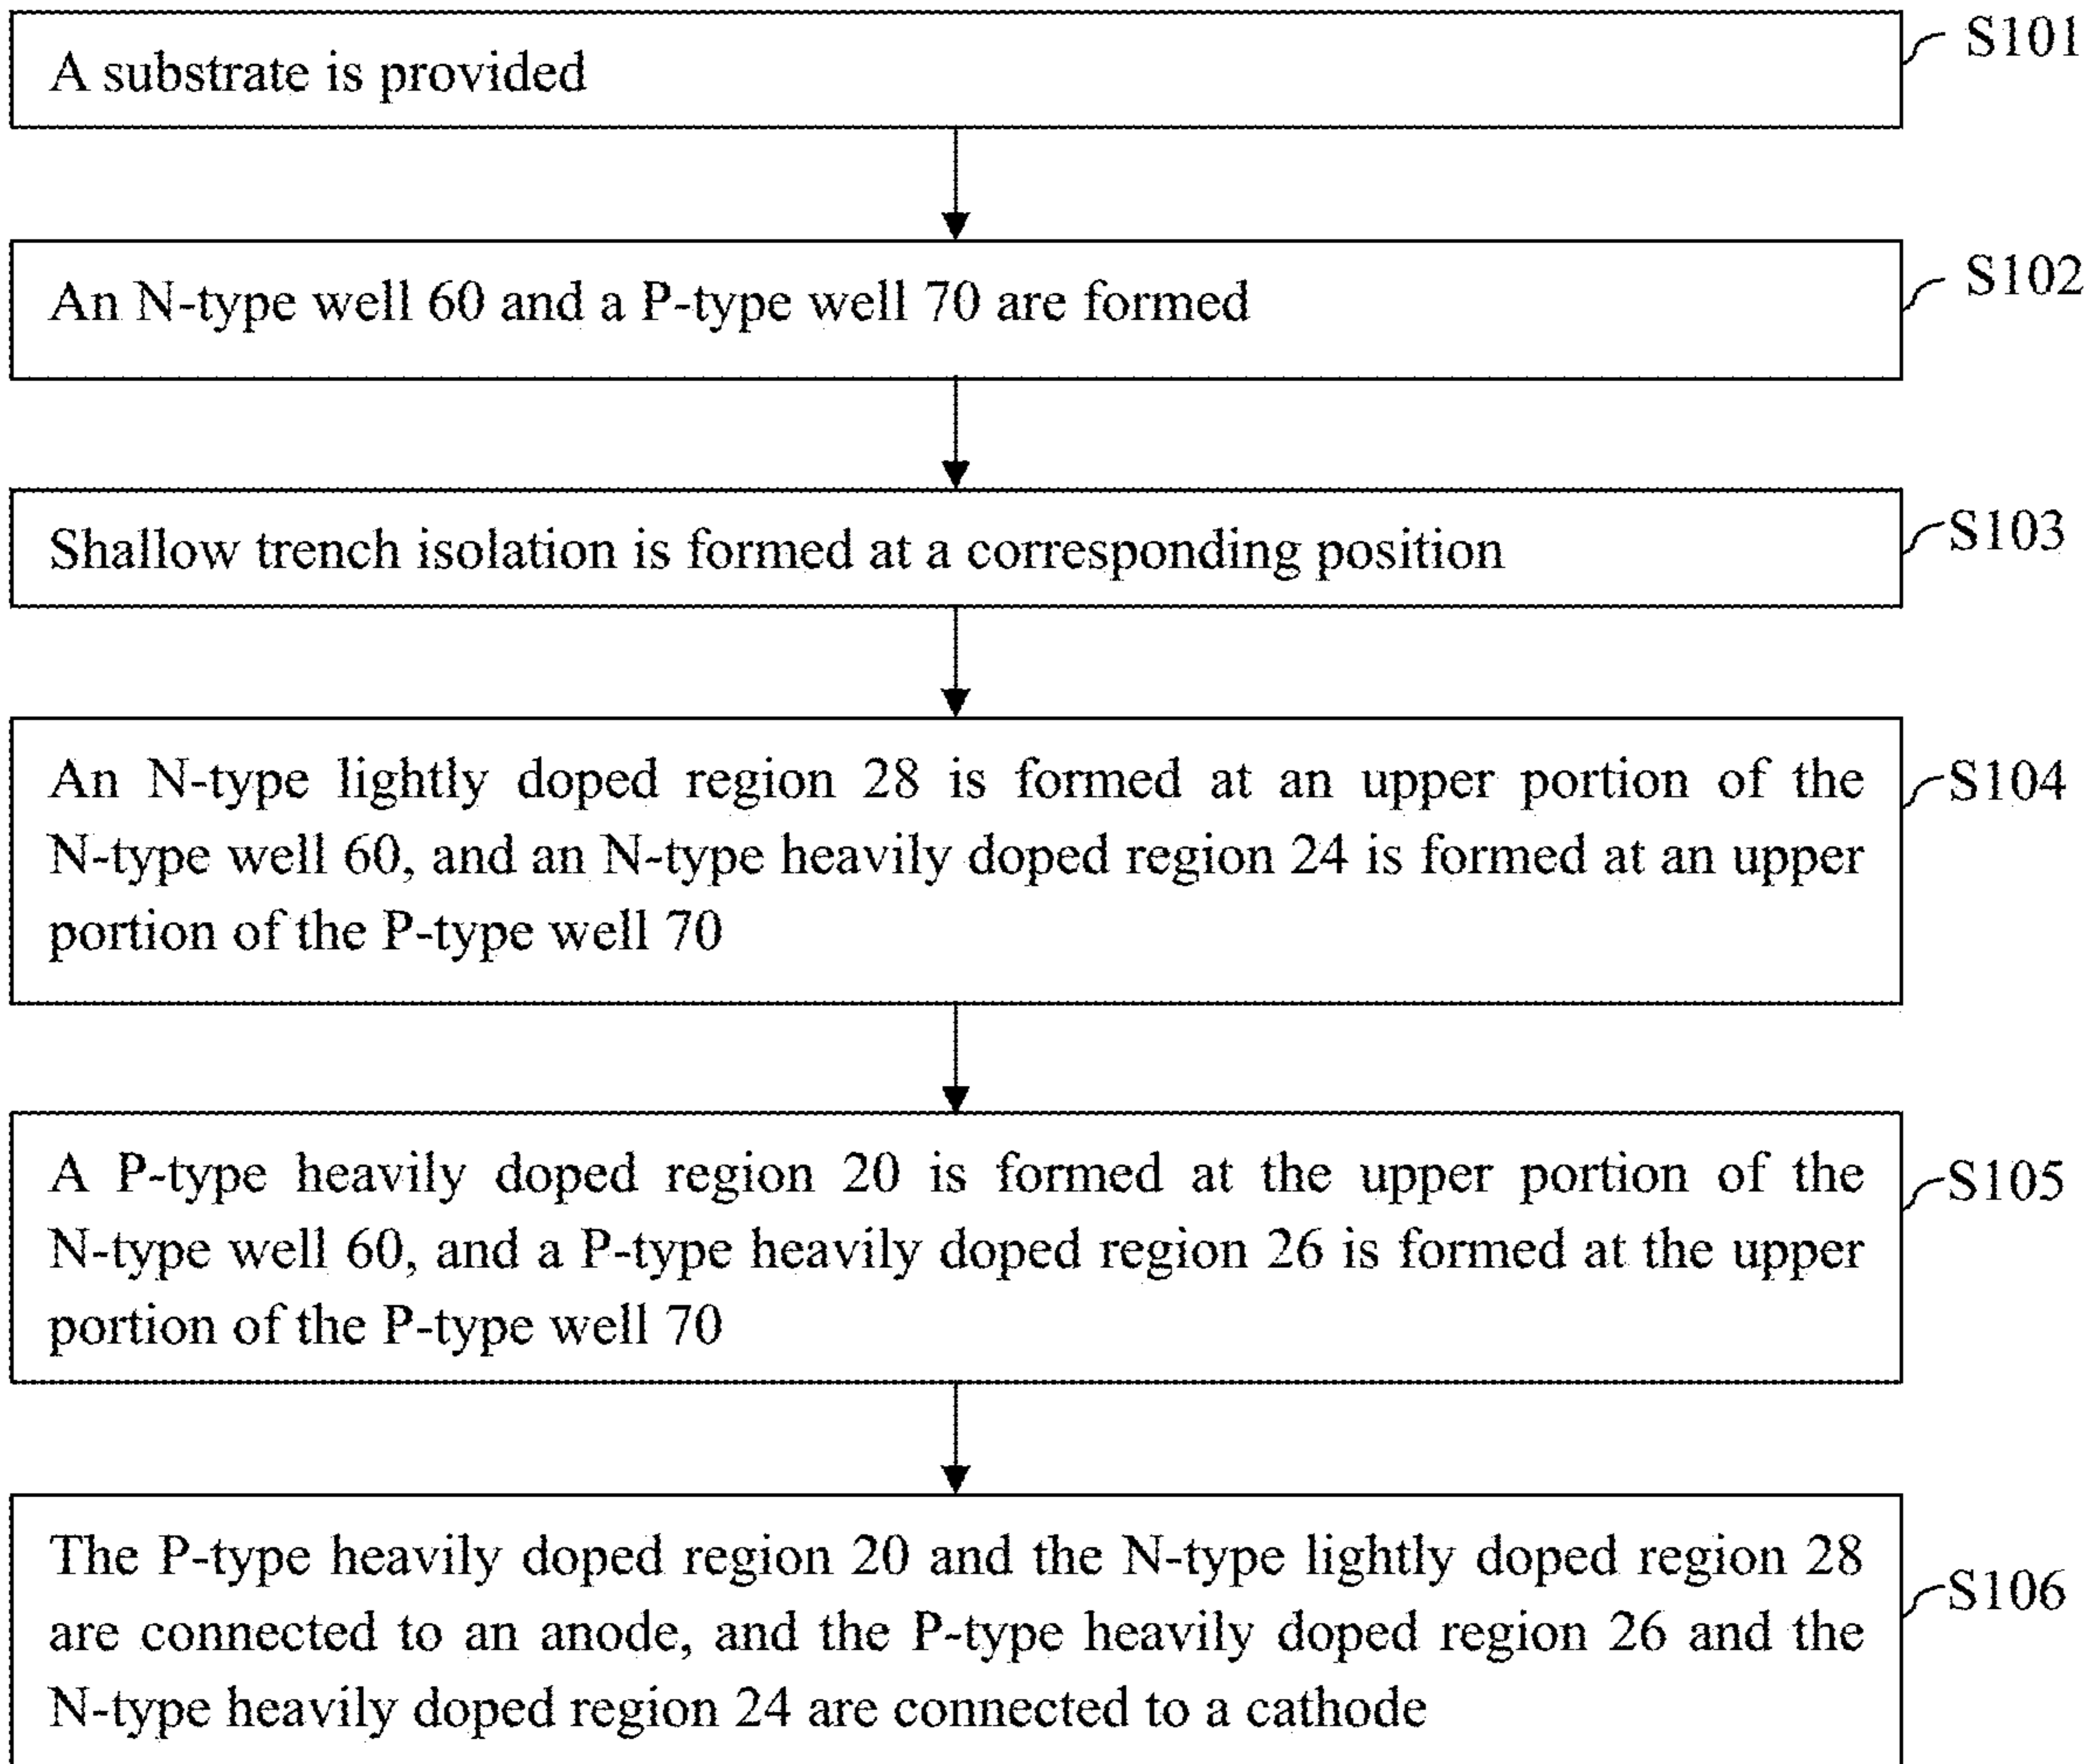 A substrate is provided
S101
An N-type well 60 and a P-type well 70 are formed
S102
Shallow trench isolation is formed at a corresponding position
S103
An N-type lightly doped region 28 is formed at an upper portion of the
N-type well 60, and an N-type heavily doped region 24 is formed at an upper
portion of the P-type well 70
S104
A P-type heavily doped region 20 is formed at the upper portion of the
N-type well 60, and a P-type heavily doped region 26 is formed at the upper
portion of the P-type well 70
S105
The P-type heavily doped region 20 and the N-type lightly doped region 28
are connected to an anode, and the P-type heavily doped region 26 and the
N-type heavily doped region 24 are connected to a cathode
S106